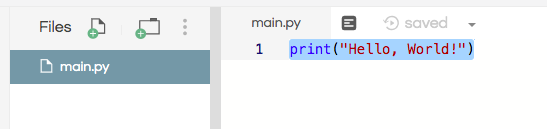 Files
main.py
main.py
saved
1 print("Hello, World!")